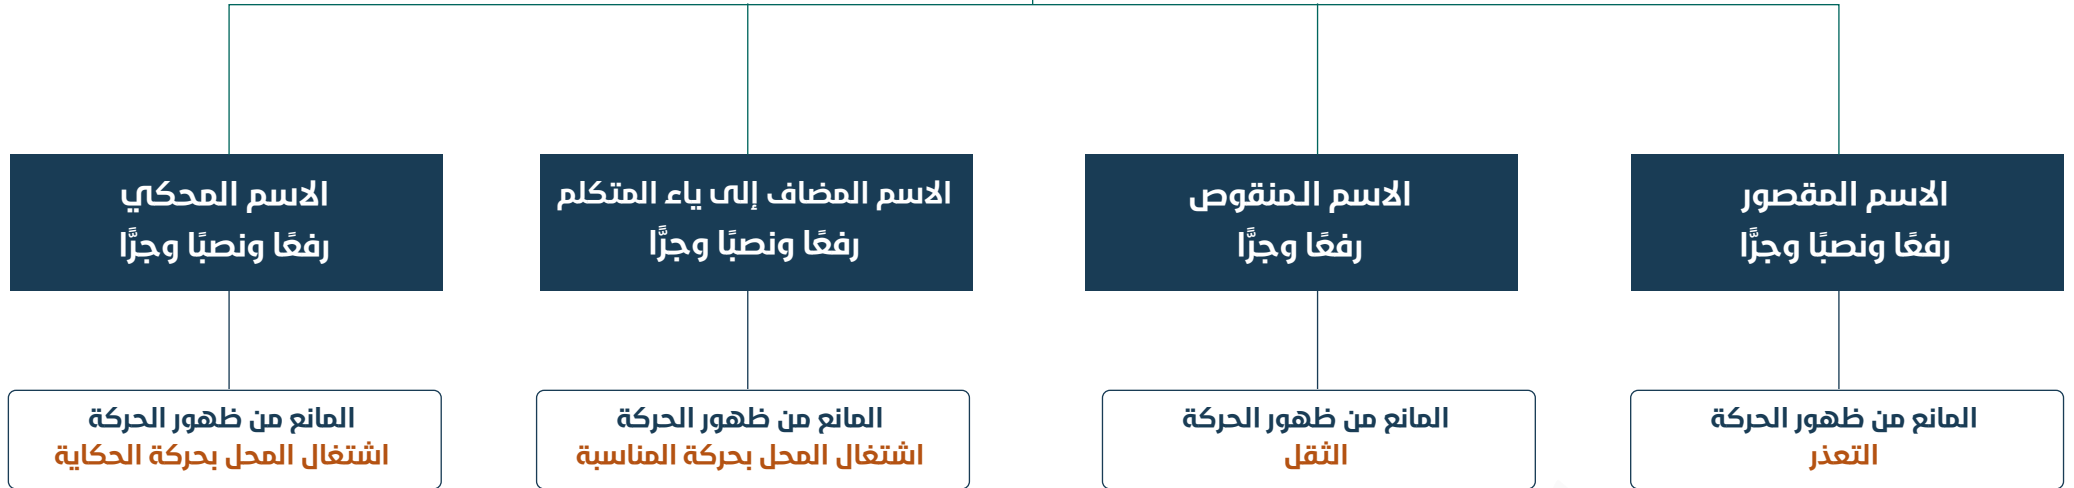 الاسم المقصور
رفعًا ونصبًا وجرًّا
المانع من ظهور الحركة
التعذر
الاسم المنقوص
رفعًا وجرًّا
المانع من ظهور الحركة
الثقل
الاسم المضاف إلى ياء المتكلم
رفعًا ونصبًا وجرًّا
المانع من ظهور الحركة
اشتغال المحل بحركة المناسبة
الاسم المحكي
رفعًا ونصبًا وجرًّا
المانع من ظهور الحركة
اشتغال المحل بحركة الحكاية